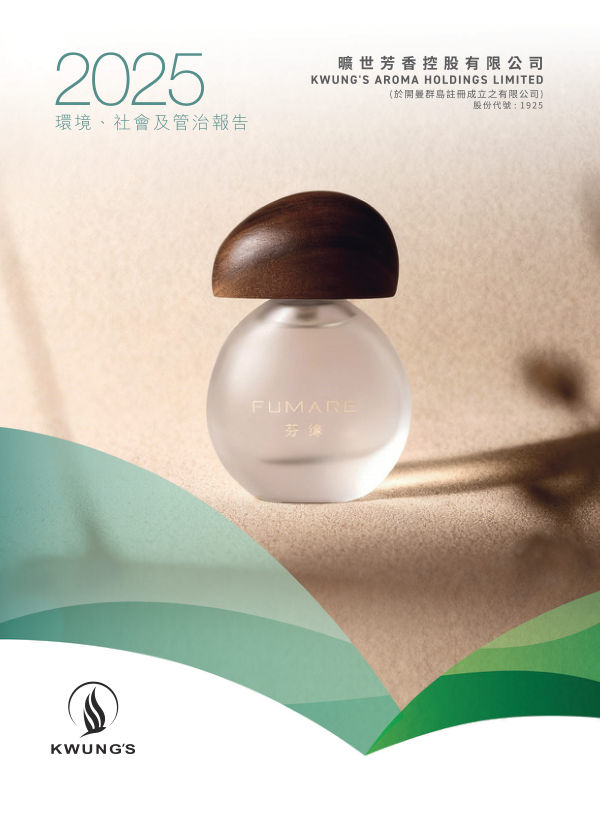 2025
環境、社會及管治報告
曠世芳香控股有限公司
KWUNG'S AROMA HOLDINGS LIMITED
(於開曼群島註冊成立之有限公司)
股份代號 : 1925
FUMARE
芬缘
KWUNG'S